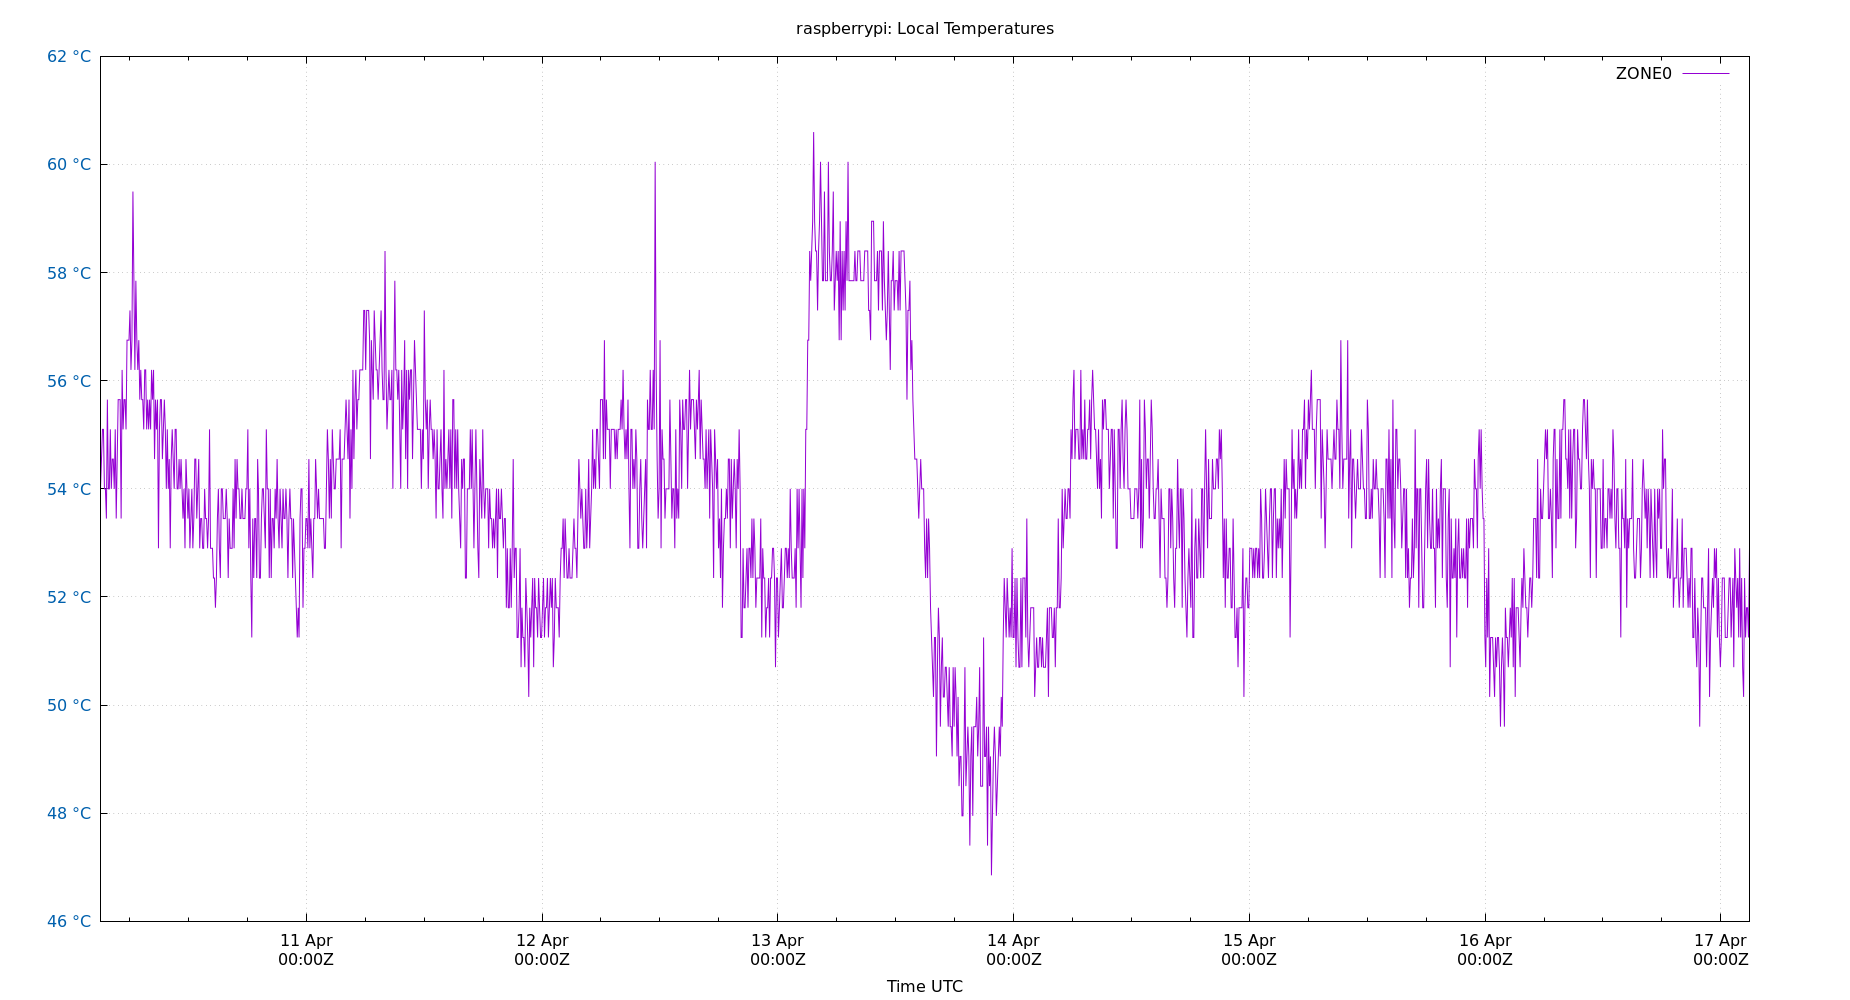 raspberrypi: Local Temperatures
62 °C
60 °C
58 °C
56 °C
54 °C
52 °C
50 °C
48 °C
46 °C
ZONE0
11 Apr 12 Apr 13 Apr 14 Apr 15 Apr 16 Apr 17 Apr
00:00Z 00:00Z 00:00Z 00:00Z 00:00Z 00:00Z 00:00Z
Time UTC